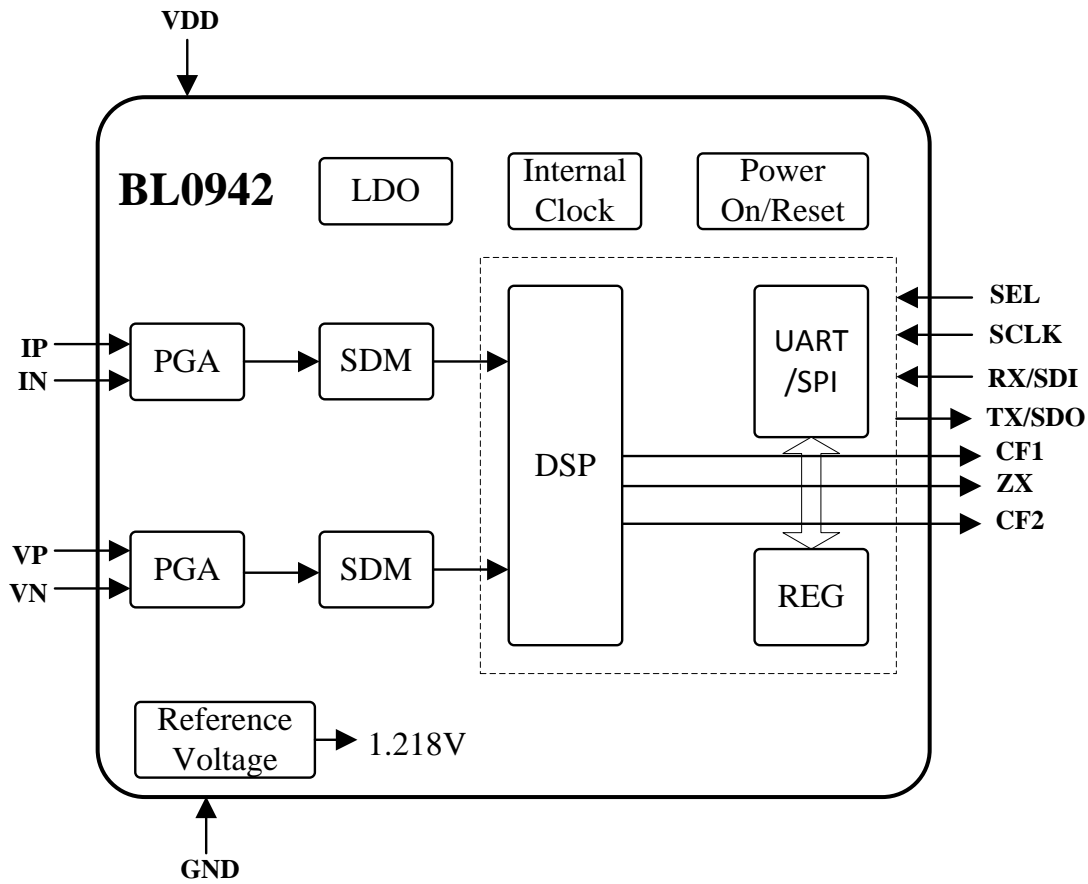 VDD
BL0942
LDO
Internal
Clock
Power
On/Reset
IP
IN
PGA
SDM
DSP
UART
/SPI
SEL
SCLK
RX/SDI
TX/SDO
CF1
ZX
CF2
VP
VN
PGA
SDM
REG
Reference
Voltage
1.218V
GND